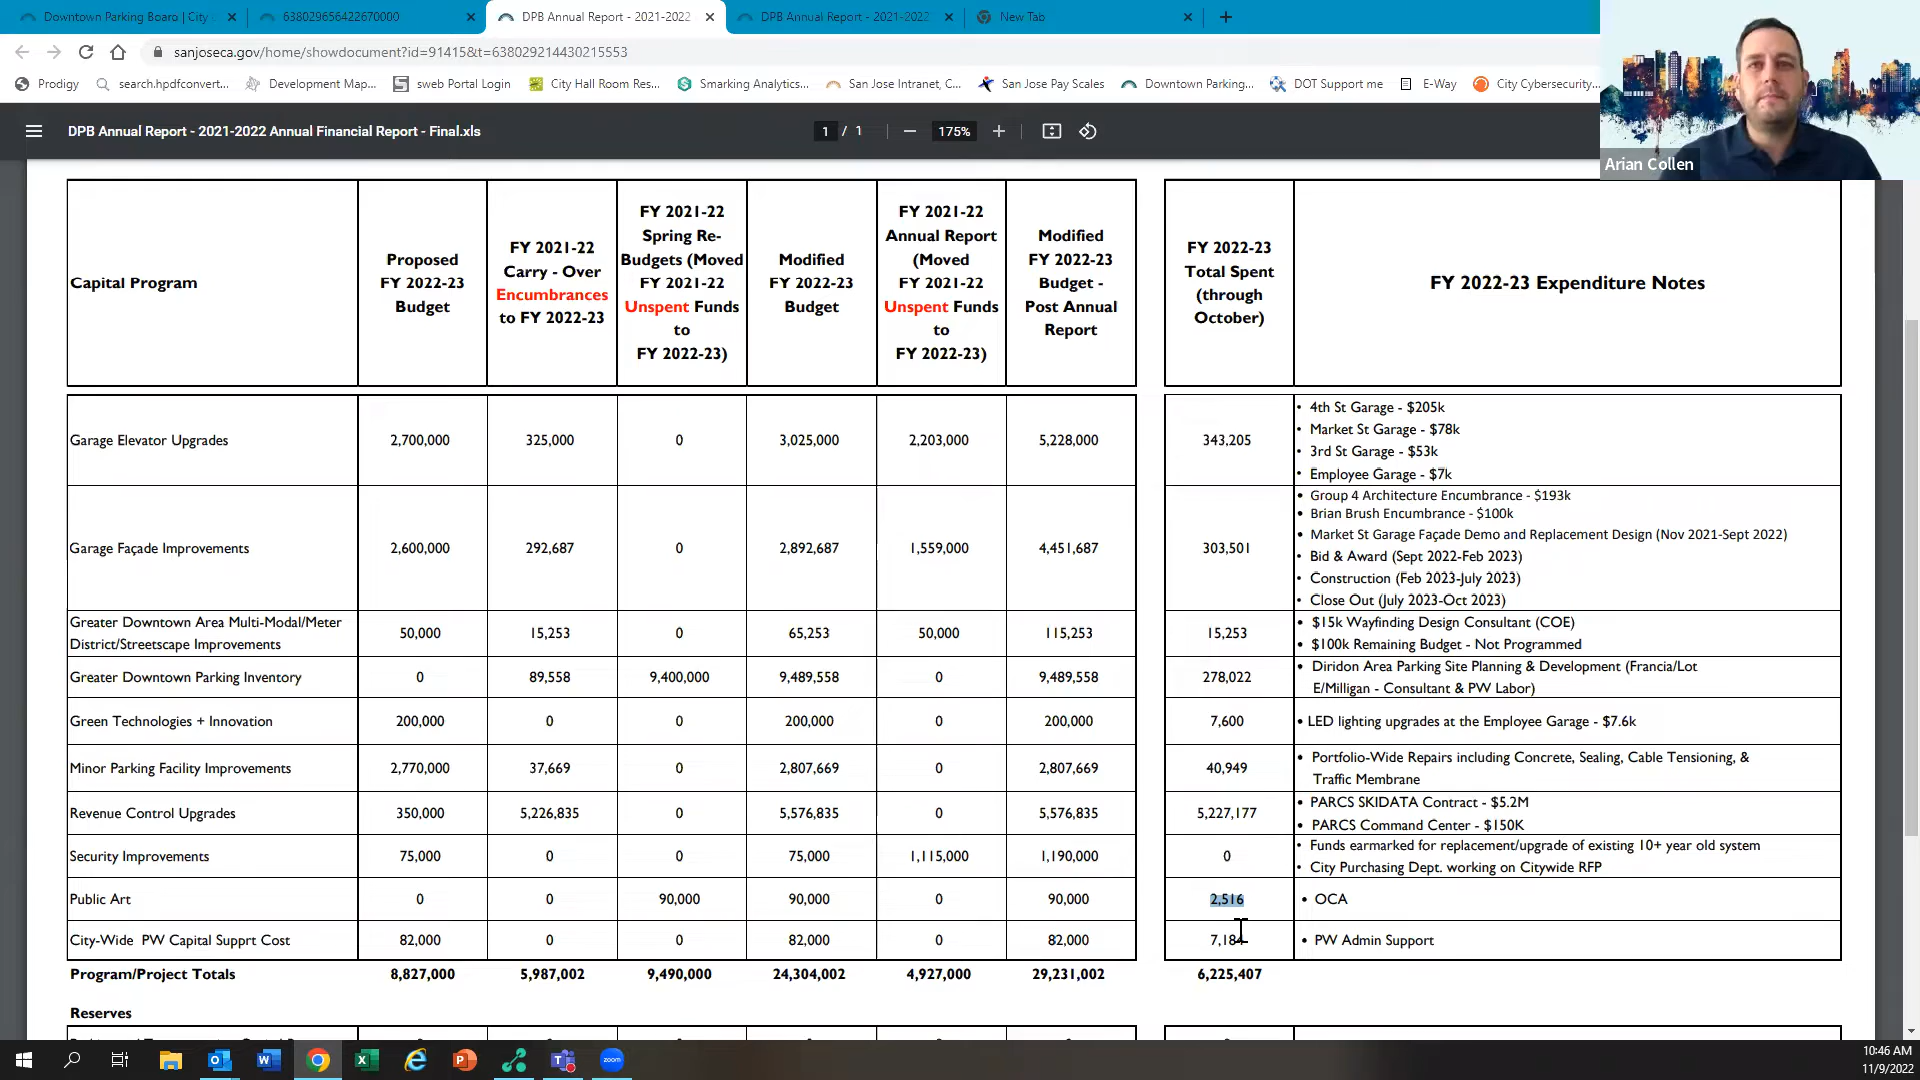 Downtown Parking Board | City
638029656422670000
DPB Annual Report - 2021-2022
DPB Annual Report - 2021-2022
New Tab
sanjoseca.gov/home/showdocument?id=91415&t=638029214430215553
Prodigy
search.hpdfconvert...
Development Map...
sweb Portal Login
City Hall Room Res...
Smarking Analytics...
San Jose Intranet, C...
San Jose Pay Scales
Downtown Parking...
DOT Support me
E-Way
City Cybersecurity...
DPB Annual Report - 2021-2022 Annual Financial Report - Final.xls
1 / 1
175%
Arian Collen
Capital Program
Proposed
FY 2022-23
Budget
FY 2021-22
Carry - Over
Encumbrances
to FY 2022-23
FY 2021-22
Spring Re-
Budgets (Moved
FY 2021-22
Unspent Funds
to
FY 2022-23)
Modified
FY 2022-23
Budget
FY 2021-22
Annual Report
(Moved
FY 2021-22
Unspent Funds
to
FY 2022-23)
Modified
FY 2022-23
Budget -
Post Annual
Report
FY 2022-23
Total Spent
(through
October)
FY 2022-23 Expenditure Notes
Garage Elevator Upgrades 2,700,000 325,000 0 3,025,000 2,203,000 5,228,000 343,205
• 4th St Garage - $205k
• Market St Garage - $78k
• 3rd St Garage - $53k
• Employee Garage - $7k
Garage Façade Improvements 2,600,000 292,687 0 2,892,687 1,559,000 4,451,687 303,501
• Group 4 Architecture Encumbrance - $193k
• Brian Brush Encumbrance - $100k
• Market St Garage Façade Demo and Replacement Design (Nov 2021-Sept 2022)
• Bid & Award (Sept 2022-Feb 2023)
• Construction (Feb 2023-July 2023)
• Close Out (July 2023-Oct 2023)
Greater Downtown Area Multi-Modal/Meter
District/Streetscape Improvements
50,000 15,253 0 65,253 50,000 115,253 15,253
• $15k Wayfinding Design Consultant (COE)
• $100k Remaining Budget - Not Programmed
Greater Downtown Parking Inventory 0 89,558 9,400,000 9,489,558 0 9,489,558 278,022
• Diridon Area Parking Site Planning & Development (Francia/Lot
E/Milligan - Consultant & PW Labor)
Green Technologies + Innovation 200,000 0 0 200,000 0 200,000 7,600
• LED lighting upgrades at the Employee Garage - $7.6k
Minor Parking Facility Improvements 2,770,000 37,669 0 2,807,669 0 2,807,669 40,949
• Portfolio-Wide Repairs including Concrete, Sealing, Cable Tensioning, &
Traffic Membrane
Revenue Control Upgrades 350,000 5,226,835 0 5,576,835 0 5,576,835 5,227,177
• PARCS SKIDATA Contract - $5.2M
• PARCS Command Center - $150K
Security Improvements 75,000 0 0 75,000 1,115,000 1,190,000 0
• Funds earmarked for replacement/upgrade of existing 10+ year old system
• City Purchasing Dept. working on Citywide RFP
Public Art 0 0 90,000 90,000 0 90,000 2,516
• OCA
City-Wide PW Capital Supprt Cost 82,000 0 0 82,000 0 82,000
• PW Admin Support
Program/Project Totals 8,827,000 5,987,002 9,490,000 24,304,002 4,927,000 29,231,002 6,225,407
Reserves
zoom
10:46 AM
11/9/2022